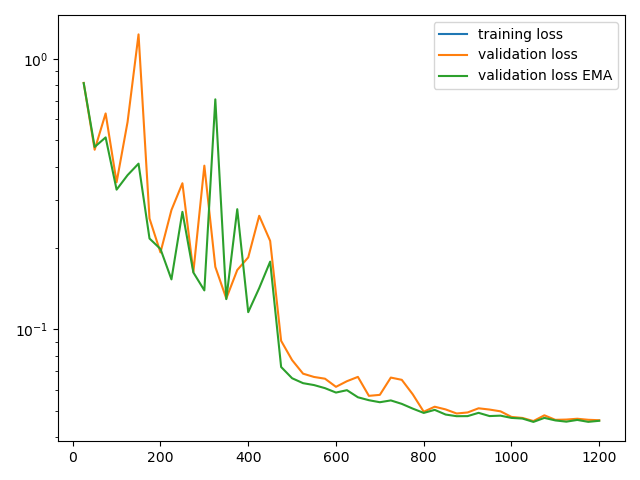 training loss
validation loss
validation loss EMA
10⁰
10⁻¹
0 200 400 600 800 1000 1200